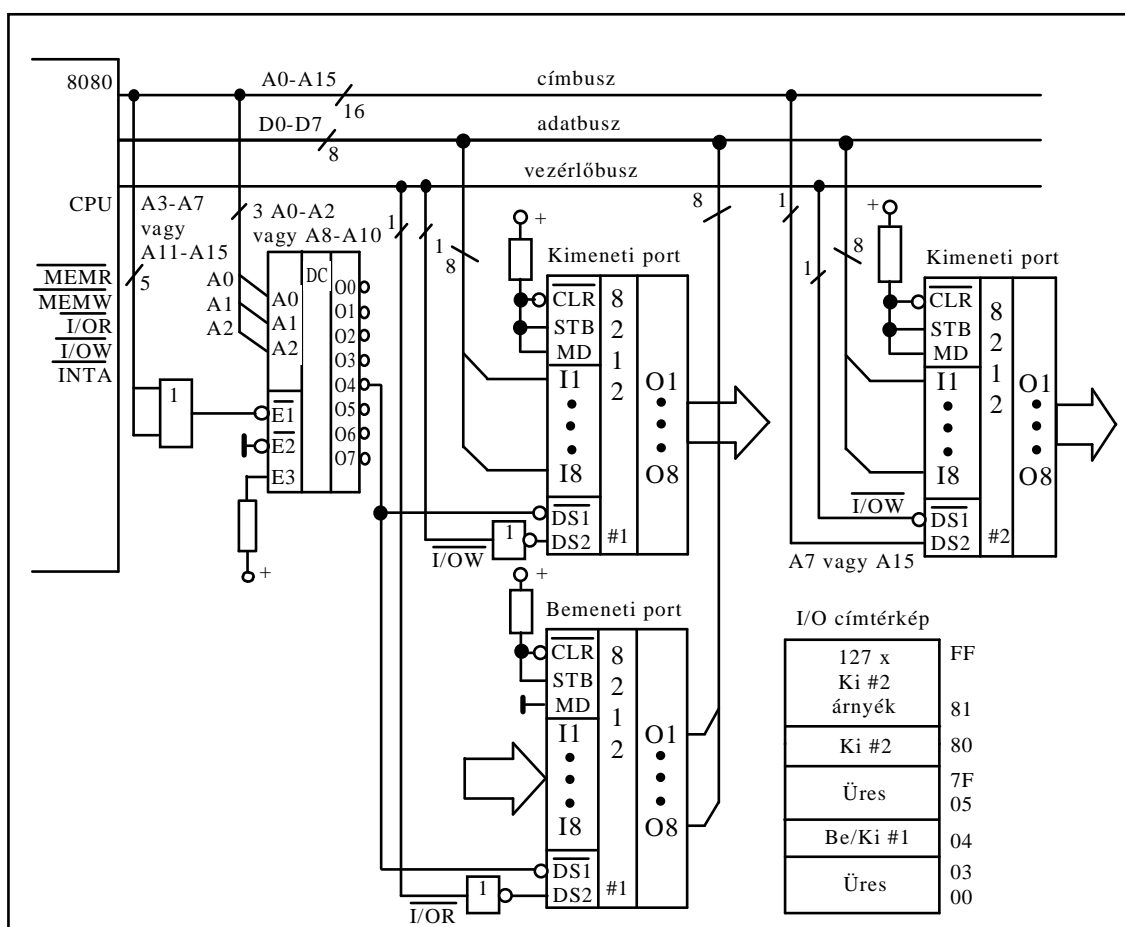 8080
A0-A15
16
címbusz
D0-D7
8
adatbusz
vezérlőbusz
CPU
A3-A7
vagy
A11-A15
5
3 A0-A2
vagy A8-A10
MEMR
MEMW
I/OR
I/OW
INTA
A0
A1
A2
A0
A1
A2
DC
O0
O1
O2
O3
O4
O5
O6
O7
1
E1
E2
E3
+
1
1
8
8
+
Kimeneti port
CLR
STB
MD
I1
I8
DS1
DS2
8
2
1
2
#1
O1
O8
1
I/OW
1
1
8
+
Kimeneti port
CLR
STB
MD
I1
I8
DS1
DS2
8
2
1
2
#2
O1
O8
I/OW
A7 vagy A15
+
Bemeneti port
CLR
STB
MD
I1
I8
DS1
DS2
8
2
1
2
#1
O1
O8
1
I/OR
I/O címtérkép
127 x
Ki #2
árnyék
FF
81
Ki #2
80
Üres
7F
05
Be/Ki #1
04
Üres
03
00